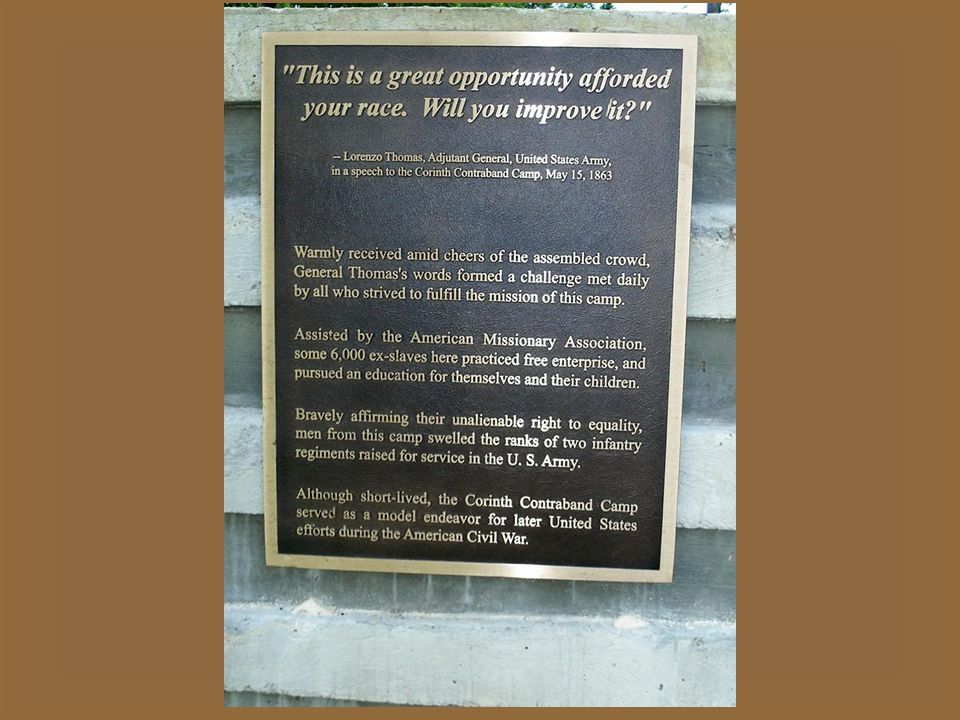 "This is a great opportunity afforded
your race. Will you improve it?"
-- Lorenzo Thomas, Adjutant General, United States Army,
in a speech to the Corinth Contraband Camp, May 15, 1863
Warmly received amid cheers of the assembled crowd,
General Thomas's words formed a challenge met daily
by all who strived to fulfill the mission of this camp.
Assisted by the American Missionary Association,
some 6,000 ex-slaves here practiced free enterprise, and
pursued an education for themselves and their children.
Bravely affirming their unalienable right to equality,
men from this camp swelled the ranks of two infantry
regiments raised for service in the U. S. Army.
Although short-lived, the Corinth Contraband Camp
served as a model endeavor for later United States
efforts during the American Civil War.